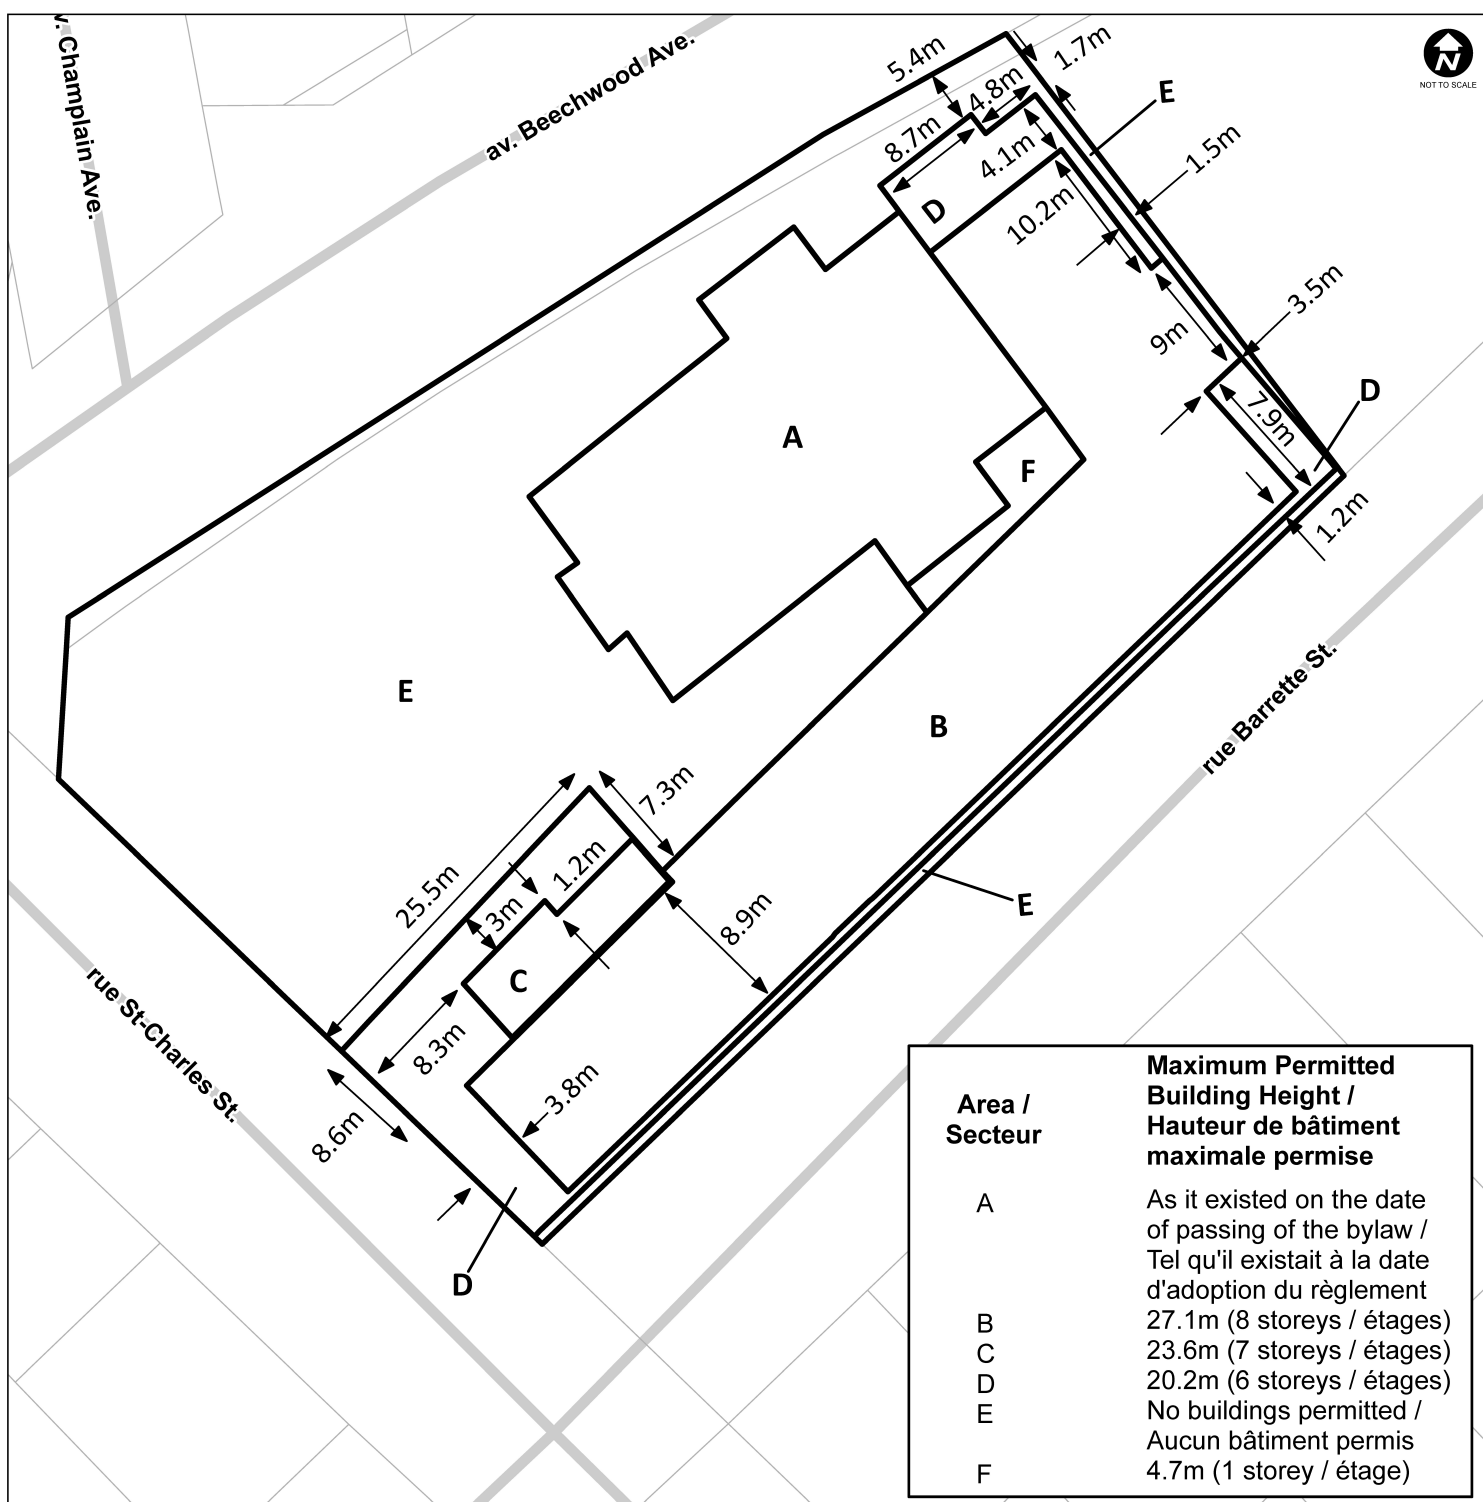 v. Champlain Ave.
av. Beechwood Ave.
N
NOT TO SCALE
5.4m
1.7m
4.8m
E
8.7m
4.1m
1.5m
D
10.2m
3.5m
9m
D
7.9m
A
F
1.2m
E
B
rue Barrette St.
7.3m
25.5m
1.2m
3m
8.9m
E
C
rue St-Charles St.
8.3m
3.8m
8.6m
D
Area /
Secteur
Maximum Permitted
Building Height /
Hauteur de bâtiment
maximale permise
A
As it existed on the date
of passing of the bylaw /
Tel qu'il existait à la date
d'adoption du règlement
B 27.1m (8 storeys / étages)
C 23.6m (7 storeys / étages)
D 20.2m (6 storeys / étages)
E No buildings permitted /
Aucun bâtiment permis
F 4.7m (1 storey / étage)